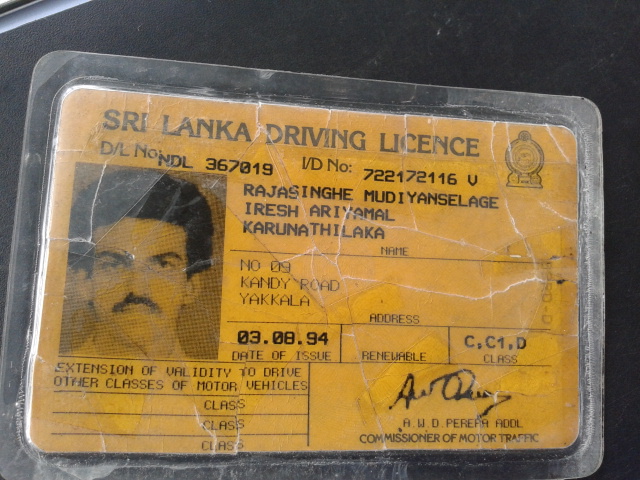 SRI LANKA DRIVING LICENCE
D/L No: NDL 367019 I/D No: 722172116 V
RAJASINGHE MUDIYANSELAGE
IRESH ARIYAMAL
KARUNATHILAKA
NAME
NO 09
KANDY ROAD
YAKKALA
ADDRESS
03.08.94 C,C1,D
DATE OF ISSUE RENEWABLE CLASS
EXTENSION OF VALIDITY TO DRIVE
OTHER CLASSES OF MOTOR VEHICLES
CLASS
CLASS
CLASS
A W D PERERA ADDL
COMMISSIONER OF MOTOR TRAFFIC